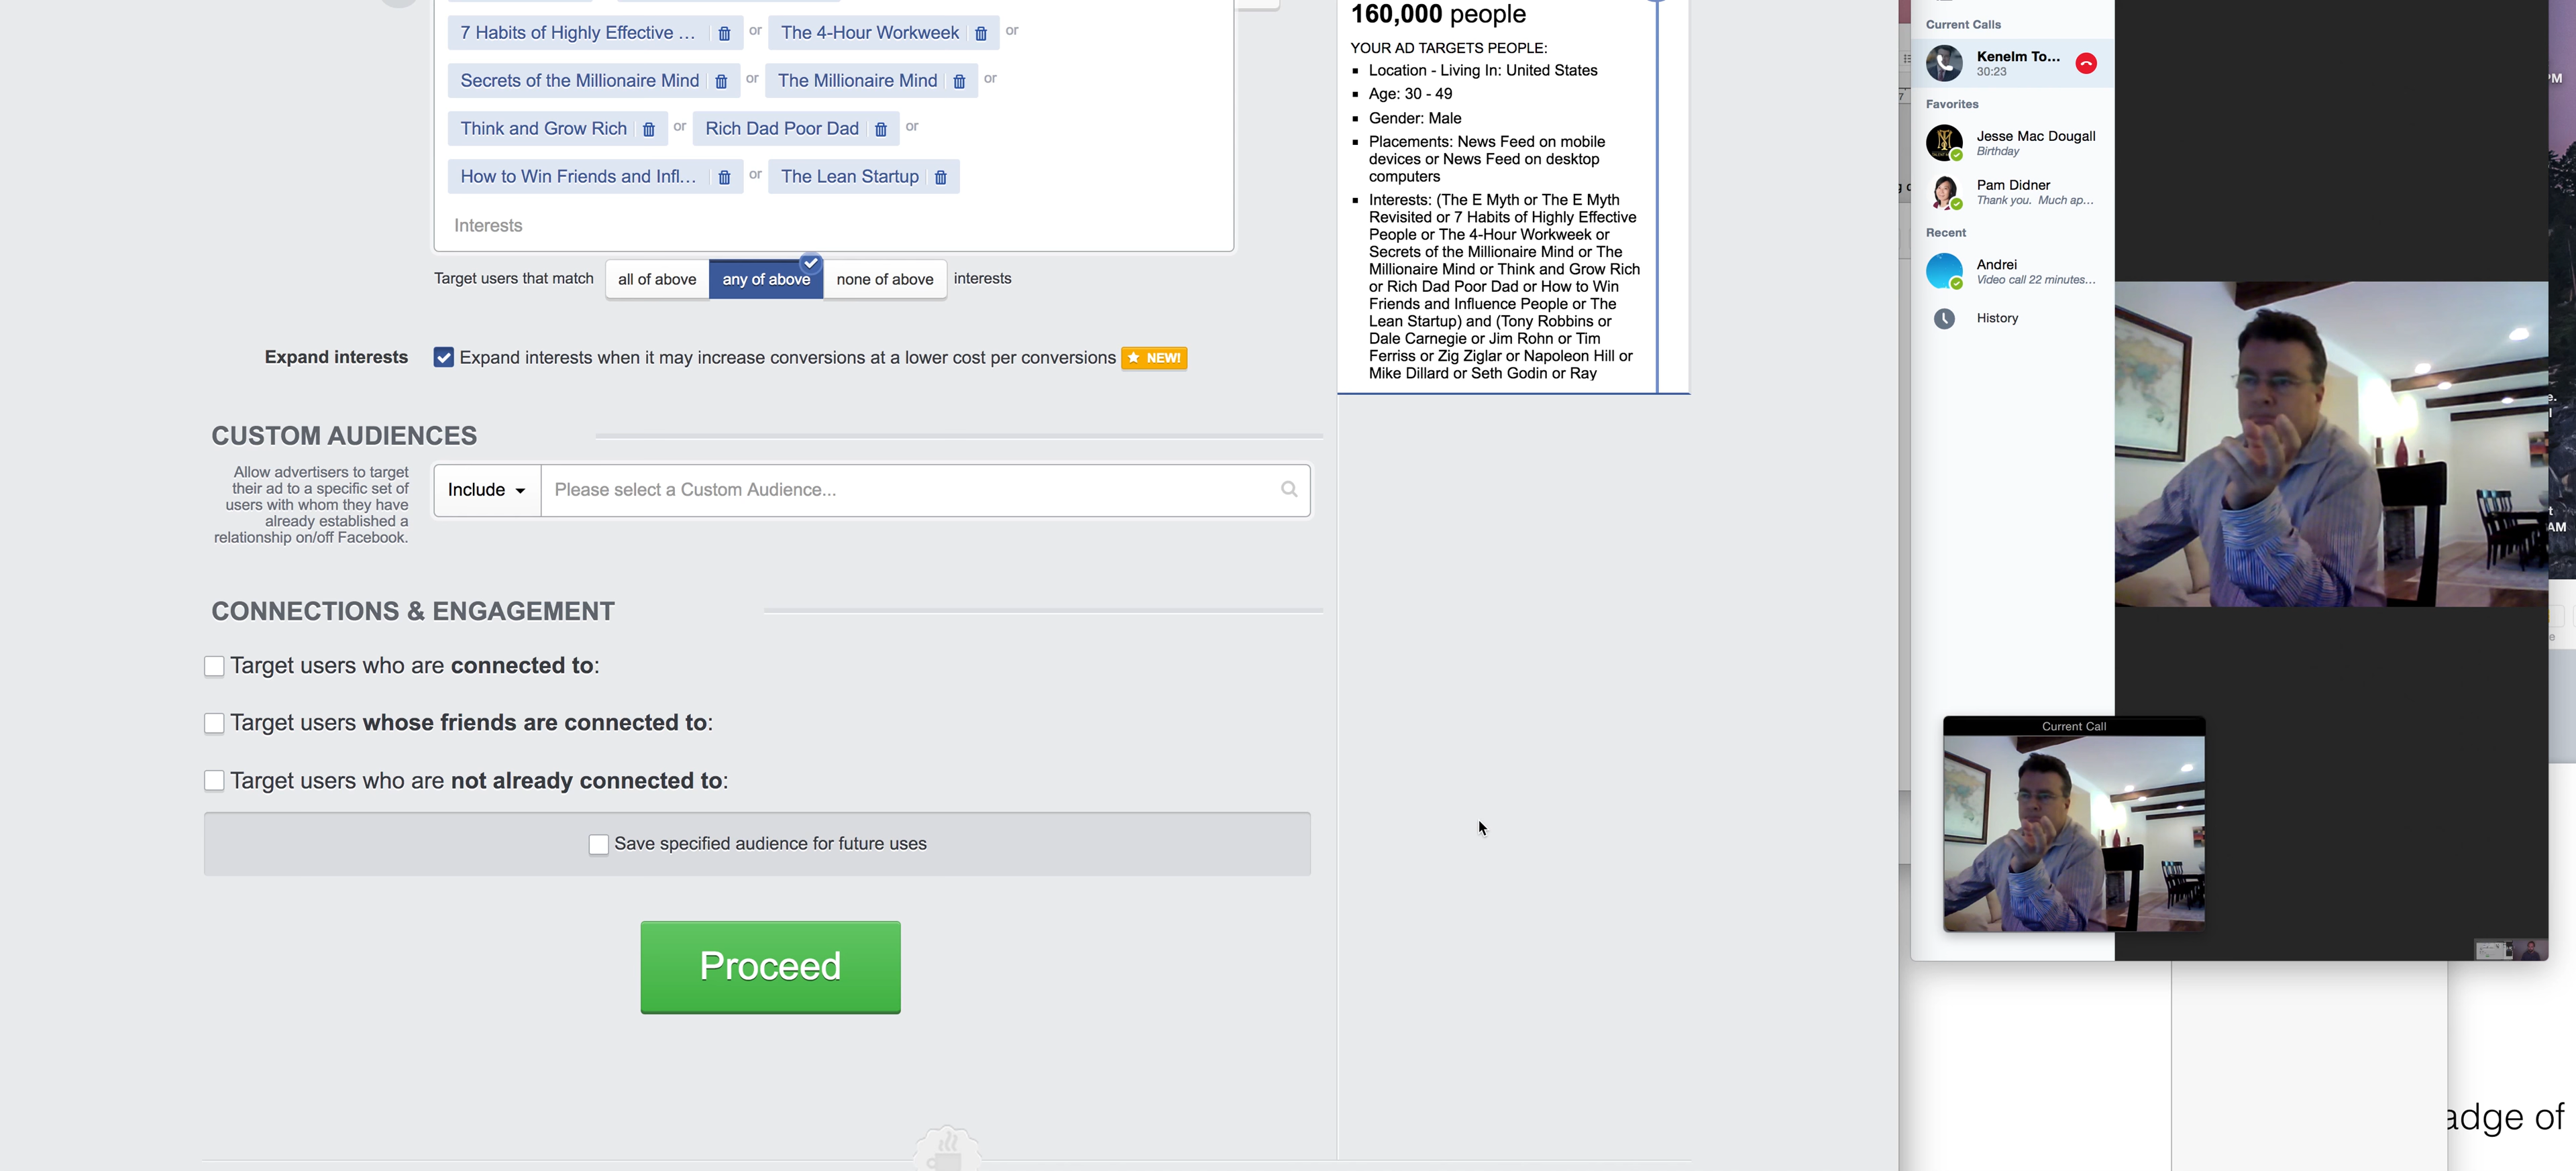 7 Habits of Highly Effective ... or The 4-Hour Workweek or
Secrets of the Millionaire Mind or The Millionaire Mind or
Think and Grow Rich or Rich Dad Poor Dad or
How to Win Friends and Infl... or The Lean Startup
Interests
Target users that match all of above any of above none of above interests
Expand interests Expand interests when it may increase conversions at a lower cost per conversions NEW!
CUSTOM AUDIENCES
Allow advertisers to target
their ad to a specific set of
users with whom they have
already established a
relationship on/off Facebook.
Include Please select a Custom Audience...
CONNECTIONS & ENGAGEMENT
Target users who are connected to:
Target users whose friends are connected to:
Target users who are not already connected to:
Save specified audience for future uses
Proceed
160,000 people
YOUR AD TARGETS PEOPLE:
Location - Living In: United States
Age: 30 - 49
Gender: Male
Placements: News Feed on mobile
devices or News Feed on desktop
computers
Interests: (The E Myth or The E Myth
Revisited or 7 Habits of Highly Effective
People or The 4-Hour Workweek or
Secrets of the Millionaire Mind or The
Millionaire Mind or Think and Grow Rich
or Rich Dad Poor Dad or How to Win
Friends and Influence People or The
Lean Startup) and (Tony Robbins or
Dale Carnegie or Jim Rohn or Tim
Ferriss or Zig Ziglar or Napoleon Hill or
Mike Dillard or Seth Godin or Ray
Current Calls
Kenelm To...
30:23
Favorites
Jesse Mac Dougall
Birthday
Pam Didner
Thank you. Much ap...
Recent
Andrei
Video call 22 minutes...
History
Current Call
AM
adge of